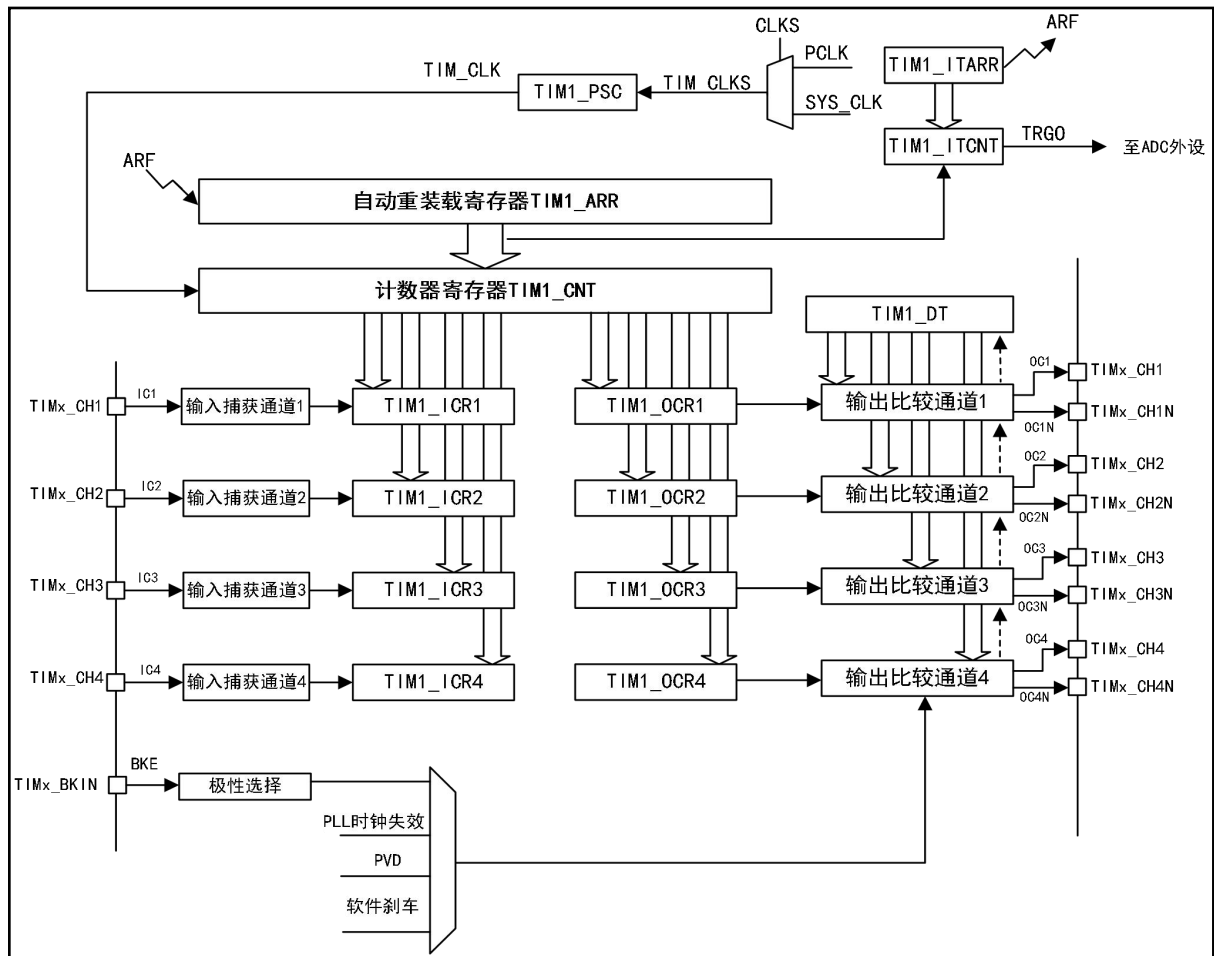 CLKS
ARF
PCLK
TIM_CLK
TIM1_PSC
TIM_CLKS
TIM1_ITARR
SYS_CLK
TIM1_ITCNT
TRGO
至ADC外设
ARF
自动重装载寄存器TIM1_ARR
计数器寄存器TIM1_CNT
TIM1_DT
TIMx_CH1
IC1
输入捕获通道1
TIM1_ICR1
TIM1_OCR1
输出比较通道1
OC1
TIMx_CH1
OC1N
TIMx_CH1N
TIMx_CH2
IC2
输入捕获通道2
TIM1_ICR2
TIM1_OCR2
输出比较通道2
OC2
TIMx_CH2
OC2N
TIMx_CH2N
TIMx_CH3
IC3
输入捕获通道3
TIM1_ICR3
TIM1_OCR3
输出比较通道3
OC3
TIMx_CH3
OC3N
TIMx_CH3N
TIMx_CH4
IC4
输入捕获通道4
TIM1_ICR4
TIM1_OCR4
输出比较通道4
OC4
TIMx_CH4
OC4N
TIMx_CH4N
TIMx_BKIN
BKE
极性选择
PLL时钟失效
PVD
软件刹车